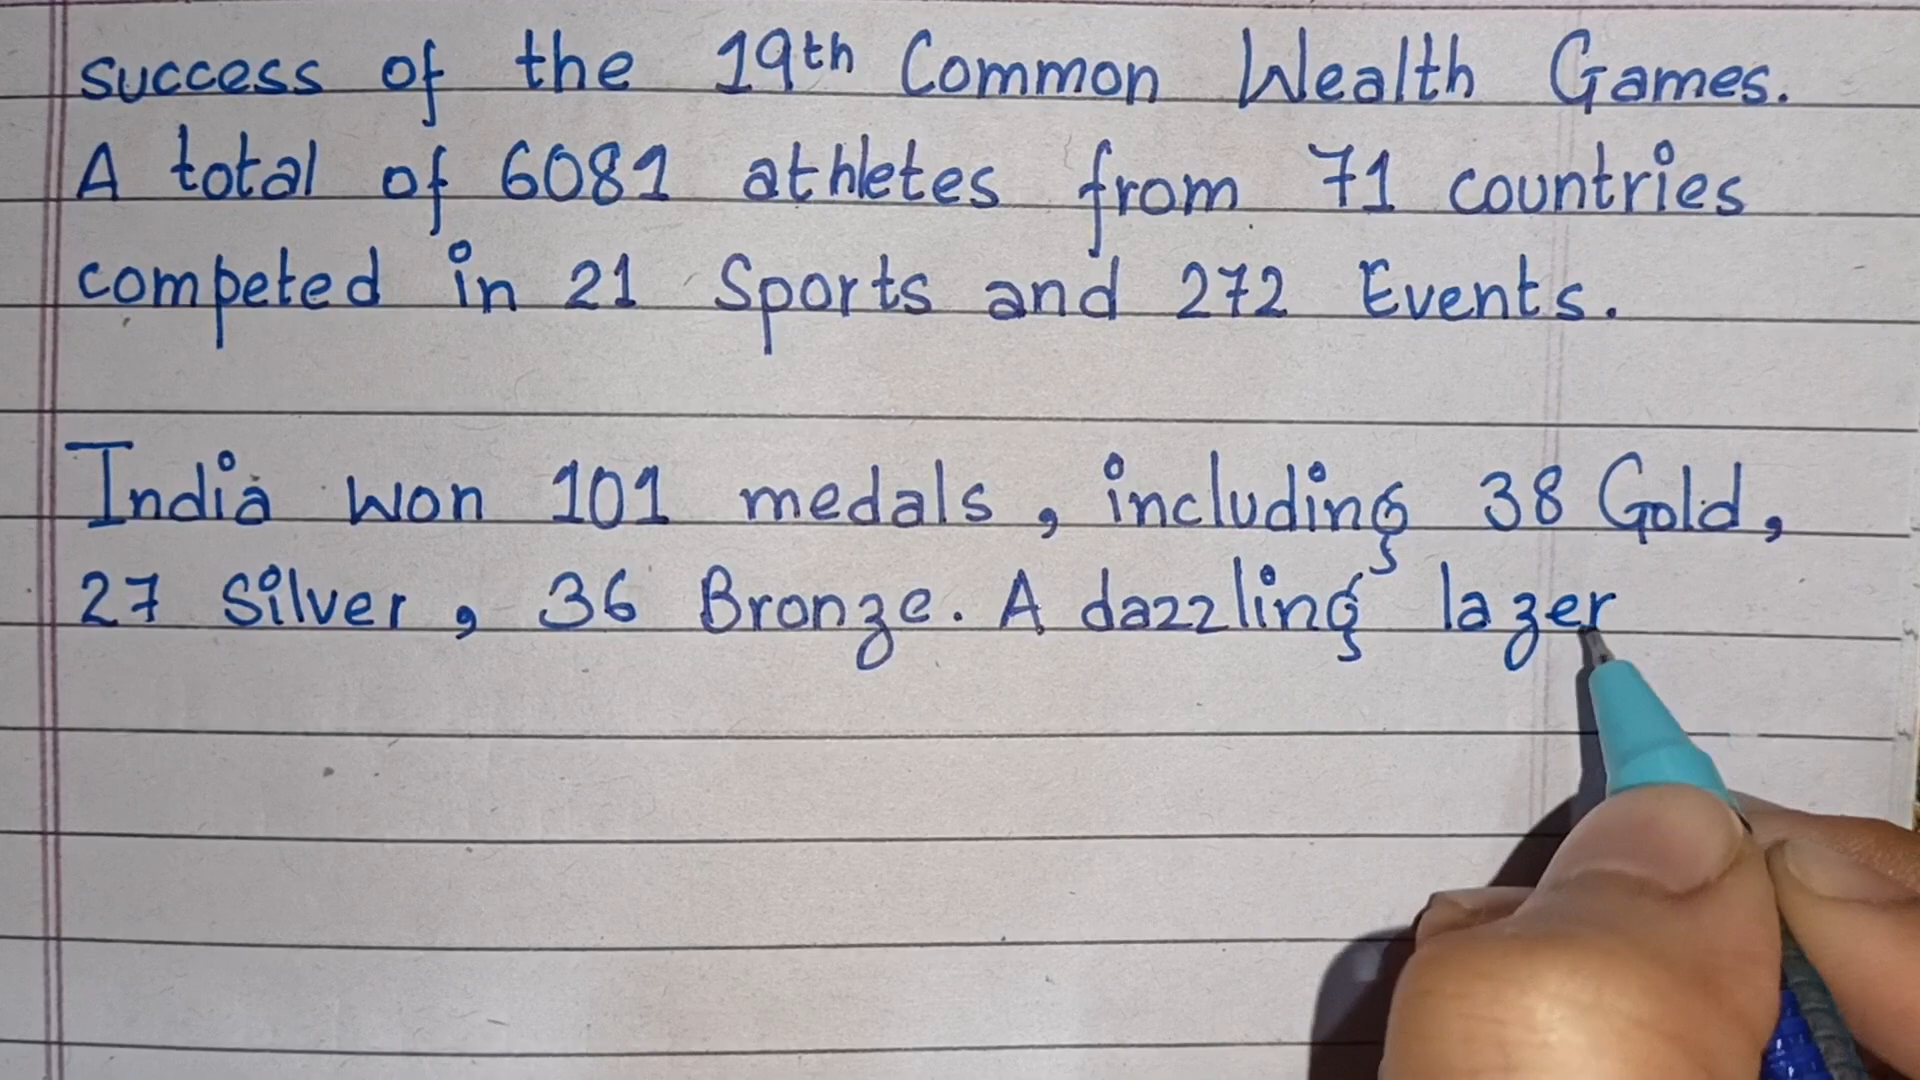 success of the 19th Common Wealth Games.
A total of 6081 athletes from 71 countries
competed in 21 Sports and 272 Events.
India won 101 medals, including 38 Gold,
27 Silver, 36 Bronze. A dazzling lazer